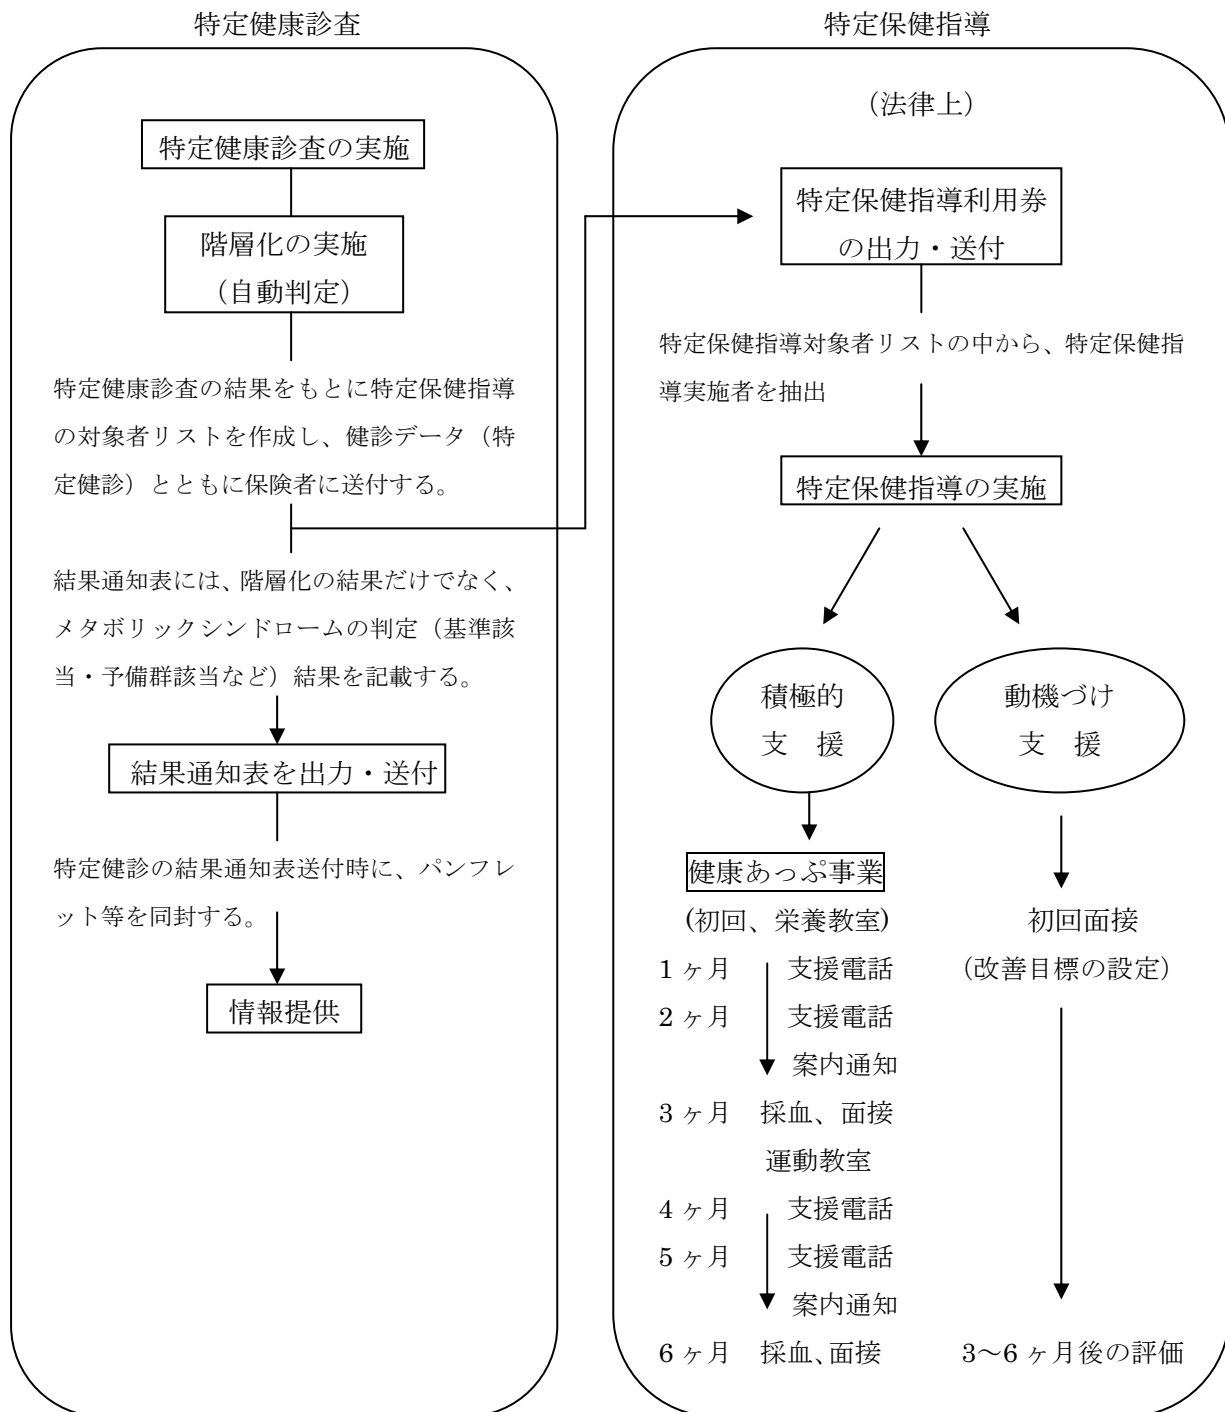 特定健康診査
特定健康診査の実施
階層化の実施
（自動判定）
特定健康診査の結果をもとに特定保健指導
の対象者リストを作成し、健診データ（特
定健診）とともに保険者に送付する。
結果通知表には、階層化の結果だけでなく、
メタボリックシンドロームの判定（基準該
当・予備群該当など）結果を記載する。
結果通知表を出力・送付
特定健診の結果通知表送付時に、パンフレ
ット等を同封する。
情報提供
特定保健指導
（法律上）
特定保健指導利用券
の出力・送付
特定保健指導対象者リストの中から、特定保健指
導実施者を抽出
特定保健指導の実施
積極的
支　援
動機づけ
支　援
健康あっぷ事業
(初回、栄養教室)
1 ヶ月　支援電話
2 ヶ月　支援電話
案内通知
3 ヶ月　採血、面接
運動教室
4 ヶ月　支援電話
5 ヶ月　支援電話
案内通知
6 ヶ月　採血、面接
初回面接
（改善目標の設定）
3～6 ヶ月後の評価